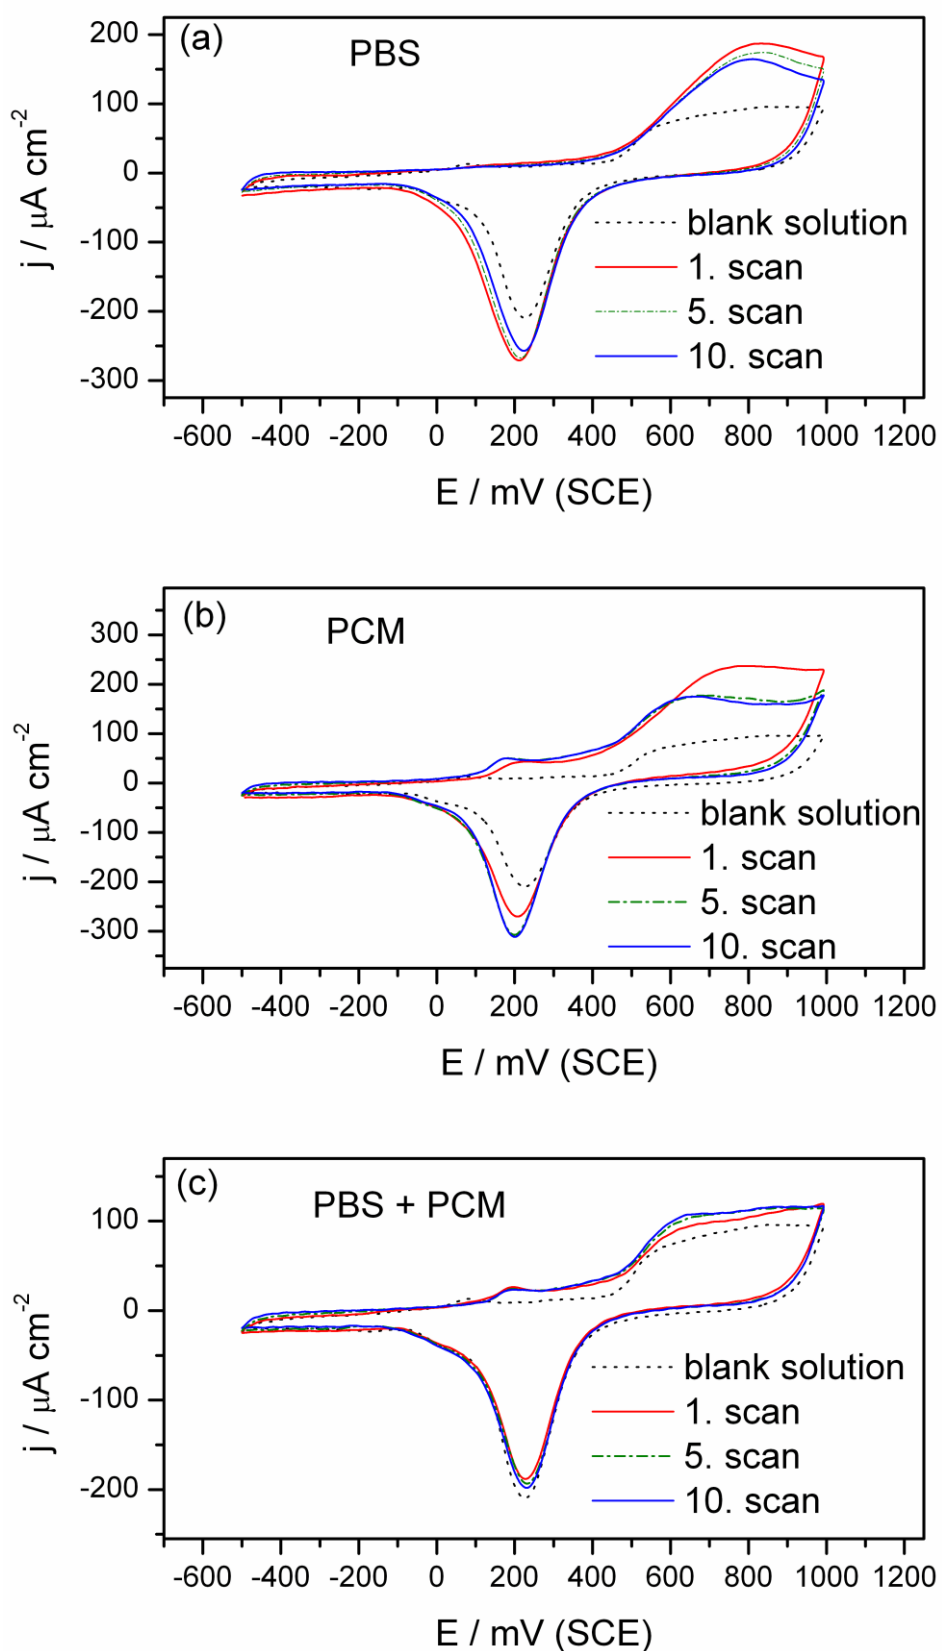 (a)
PBS
200
100
0
-100
-200
-300
j / μA cm-2
blank solution
1. scan
5. scan
10. scan
-600 -400 -200 0 200 400 600 800 1000 1200
E / mV (SCE)
(b)
PCM
300
200
100
0
-100
-200
-300
j / μA cm-2
blank solution
1. scan
5. scan
10. scan
-600 -400 -200 0 200 400 600 800 1000 1200
E / mV (SCE)
(c)
PBS + PCM
100
0
-100
-200
j / μA cm-2
blank solution
1. scan
5. scan
10. scan
-600 -400 -200 0 200 400 600 800 1000 1200
E / mV (SCE)